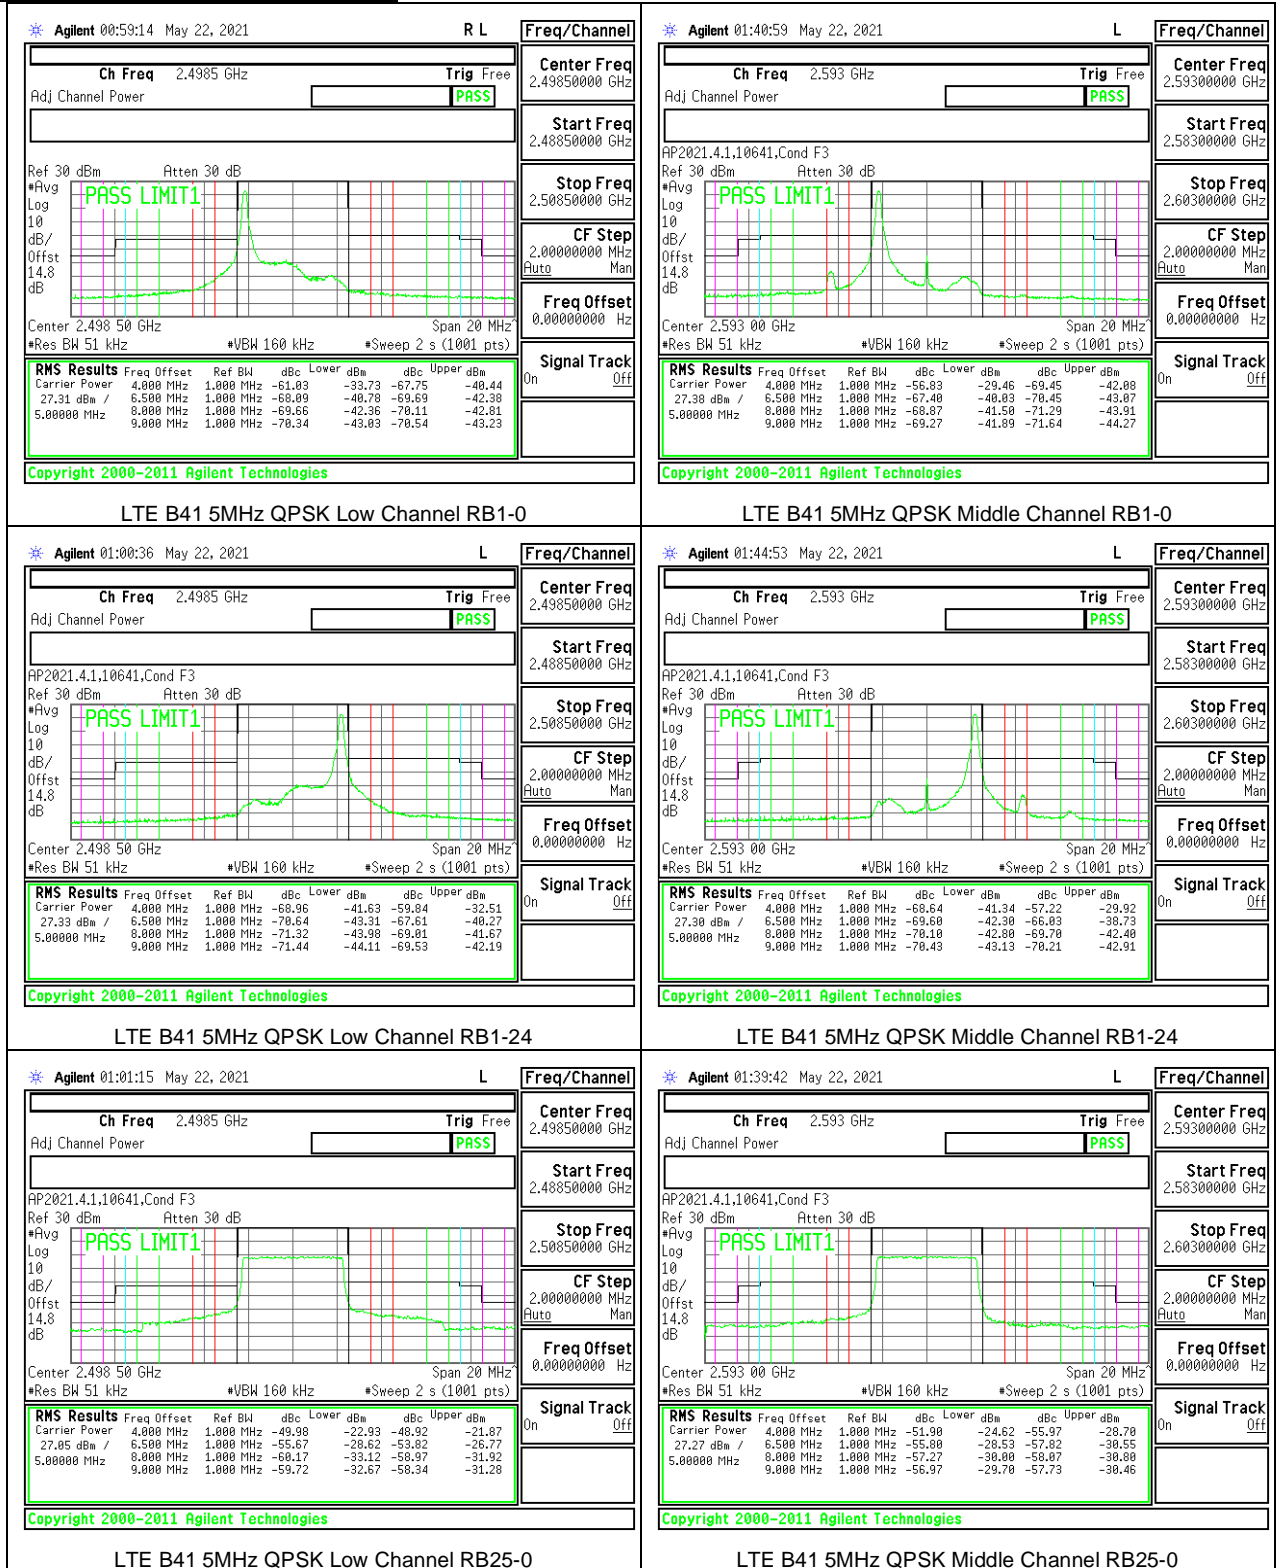 Agilent 00:59:14 May 22, 2021 R L Freq/Channel
Ch Freq 2.4985 GHz Trig Free
Adj Channel Power PASS
Center Freq
2.49850000 GHz
Start Freq
2.48850000 GHz
Stop Freq
2.50850000 GHz
CF Step
2.00000000 MHz
Auto Man
Freq Offset
0.00000000 Hz
Signal Track
On Off
Ref 30 dBm Atten 30 dB
#Avg
Log
10
dB/
Offst
14.8
dB
PASS LIMIT1
Center 2.498 50 GHz Span 20 MHz^
#Res BW 51 kHz #VBW 160 kHz #Sweep 2 s (1001 pts)
RMS Results Freq Offset Ref BW dBc Lower dBm dBc Upper dBm
Carrier Power 4.000 MHz 1.000 MHz -61.03 -33.73 -67.75 -40.44
27.31 dBm / 6.500 MHz 1.000 MHz -68.09 -40.78 -69.69 -42.38
5.00000 MHz 8.000 MHz 1.000 MHz -69.66 -42.36 -70.11 -42.81
9.000 MHz 1.000 MHz -70.34 -43.03 -70.54 -43.23
Copyright 2000-2011 Agilent Technologies
LTE B41 5MHz QPSK Low Channel RB1-0
Agilent 01:40:59 May 22, 2021 L Freq/Channel
Ch Freq 2.593 GHz Trig Free
Adj Channel Power PASS
Center Freq
2.59300000 GHz
Start Freq
2.58300000 GHz
Stop Freq
2.60300000 GHz
CF Step
2.00000000 MHz
Auto Man
Freq Offset
0.00000000 Hz
Signal Track
On Off
AP2021.4.1,10641,Cond F3
Ref 30 dBm Atten 30 dB
#Avg
Log
10
dB/
Offst
14.8
dB
PASS LIMIT1
Center 2.593 00 GHz Span 20 MHz^
#Res BW 51 kHz #VBW 160 kHz #Sweep 2 s (1001 pts)
RMS Results Freq Offset Ref BW dBc Lower dBm dBc Upper dBm
Carrier Power 4.000 MHz 1.000 MHz -56.83 -29.46 -69.45 -42.08
27.38 dBm / 6.500 MHz 1.000 MHz -67.40 -40.03 -70.45 -43.07
5.00000 MHz 8.000 MHz 1.000 MHz -68.87 -41.50 -71.29 -43.91
9.000 MHz 1.000 MHz -69.27 -41.89 -71.64 -44.27
Copyright 2000-2011 Agilent Technologies
LTE B41 5MHz QPSK Middle Channel RB1-0
Agilent 01:00:36 May 22, 2021 L Freq/Channel
Ch Freq 2.4985 GHz Trig Free
Adj Channel Power PASS
Center Freq
2.49850000 GHz
Start Freq
2.48850000 GHz
Stop Freq
2.50850000 GHz
CF Step
2.00000000 MHz
Auto Man
Freq Offset
0.00000000 Hz
Signal Track
On Off
AP2021.4.1,10641,Cond F3
Ref 30 dBm Atten 30 dB
#Avg
Log
10
dB/
Offst
14.8
dB
PASS LIMIT1
Center 2.498 50 GHz Span 20 MHz^
#Res BW 51 kHz #VBW 160 kHz #Sweep 2 s (1001 pts)
RMS Results Freq Offset Ref BW dBc Lower dBm dBc Upper dBm
Carrier Power 4.000 MHz 1.000 MHz -68.96 -41.63 -59.84 -32.51
27.33 dBm / 6.500 MHz 1.000 MHz -70.64 -43.31 -67.61 -40.27
5.00000 MHz 8.000 MHz 1.000 MHz -71.32 -43.98 -69.01 -41.67
9.000 MHz 1.000 MHz -71.44 -44.11 -69.53 -42.19
Copyright 2000-2011 Agilent Technologies
LTE B41 5MHz QPSK Low Channel RB1-24
Agilent 01:44:53 May 22, 2021 L Freq/Channel
Ch Freq 2.593 GHz Trig Free
Adj Channel Power PASS
Center Freq
2.59300000 GHz
Start Freq
2.58300000 GHz
Stop Freq
2.60300000 GHz
CF Step
2.00000000 MHz
Auto Man
Freq Offset
0.00000000 Hz
Signal Track
On Off
AP2021.4.1,10641,Cond F3
Ref 30 dBm Atten 30 dB
#Avg
Log
10
dB/
Offst
14.8
dB
PASS LIMIT1
Center 2.593 00 GHz Span 20 MHz^
#Res BW 51 kHz #VBW 160 kHz #Sweep 2 s (1001 pts)
RMS Results Freq Offset Ref BW dBc Lower dBm dBc Upper dBm
Carrier Power 4.000 MHz 1.000 MHz -68.64 -41.34 -57.22 -29.92
27.30 dBm / 6.500 MHz 1.000 MHz -69.60 -42.30 -66.03 -38.73
5.00000 MHz 8.000 MHz 1.000 MHz -70.10 -42.80 -69.70 -42.40
9.000 MHz 1.000 MHz -70.43 -43.13 -70.21 -42.91
Copyright 2000-2011 Agilent Technologies
LTE B41 5MHz QPSK Middle Channel RB1-24
Agilent 01:01:15 May 22, 2021 L Freq/Channel
Ch Freq 2.4985 GHz Trig Free
Adj Channel Power PASS
Center Freq
2.49850000 GHz
Start Freq
2.48850000 GHz
Stop Freq
2.50850000 GHz
CF Step
2.00000000 MHz
Auto Man
Freq Offset
0.00000000 Hz
Signal Track
On Off
AP2021.4.1,10641,Cond F3
Ref 30 dBm Atten 30 dB
#Avg
Log
10
dB/
Offst
14.8
dB
PASS LIMIT1
Center 2.498 50 GHz Span 20 MHz^
#Res BW 51 kHz #VBW 160 kHz #Sweep 2 s (1001 pts)
RMS Results Freq Offset Ref BW dBc Lower dBm dBc Upper dBm
Carrier Power 4.000 MHz 1.000 MHz -49.98 -22.93 -48.92 -21.87
27.05 dBm / 6.500 MHz 1.000 MHz -55.67 -28.62 -53.82 -26.77
5.00000 MHz 8.000 MHz 1.000 MHz -60.17 -33.12 -58.97 -31.92
9.000 MHz 1.000 MHz -59.72 -32.67 -58.34 -31.28
Copyright 2000-2011 Agilent Technologies
LTE B41 5MHz QPSK Low Channel RB25-0
Agilent 01:39:42 May 22, 2021 L Freq/Channel
Ch Freq 2.593 GHz Trig Free
Adj Channel Power PASS
Center Freq
2.59300000 GHz
Start Freq
2.58300000 GHz
Stop Freq
2.60300000 GHz
CF Step
2.00000000 MHz
Auto Man
Freq Offset
0.00000000 Hz
Signal Track
On Off
AP2021.4.1,10641,Cond F3
Ref 30 dBm Atten 30 dB
#Avg
Log
10
dB/
Offst
14.8
dB
PASS LIMIT1
Center 2.593 00 GHz Span 20 MHz^
#Res BW 51 kHz #VBW 160 kHz #Sweep 2 s (1001 pts)
RMS Results Freq Offset Ref BW dBc Lower dBm dBc Upper dBm
Carrier Power 4.000 MHz 1.000 MHz -51.90 -24.62 -55.97 -28.70
27.27 dBm / 6.500 MHz 1.000 MHz -55.80 -28.53 -57.82 -30.55
5.00000 MHz 8.000 MHz 1.000 MHz -57.27 -30.00 -58.07 -30.80
9.000 MHz 1.000 MHz -56.97 -29.70 -57.73 -30.46
Copyright 2000-2011 Agilent Technologies
LTE B41 5MHz QPSK Middle Channel RB25-0